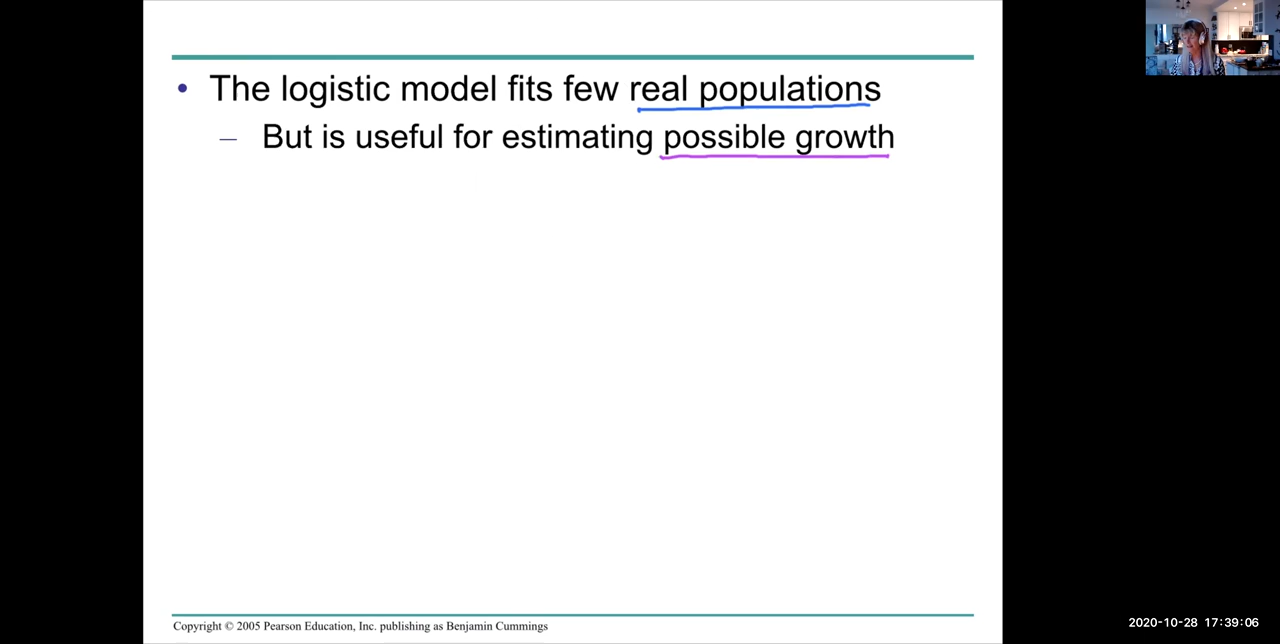 • The logistic model fits few real populations
– But is useful for estimating possible growth
Copyright © 2005 Pearson Education, Inc. publishing as Benjamin Cummings
2020-10-28 17:39:06